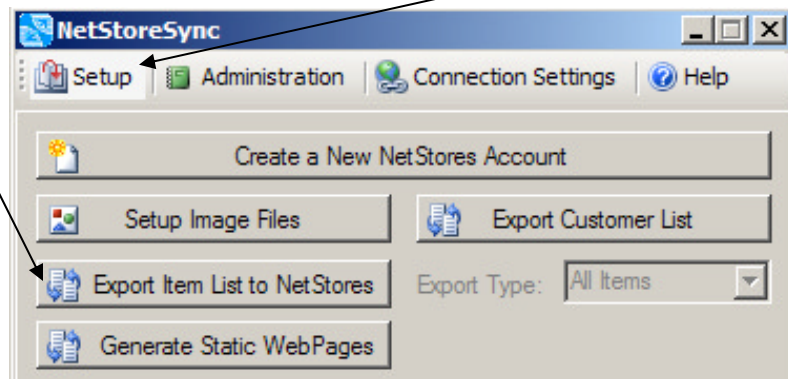 NetStoreSync
Setup Administration Connection Settings Help
Create a New NetStores Account
Setup Image Files Export Customer List
Export Item List to NetStores Export Type: All Items
Generate Static WebPages